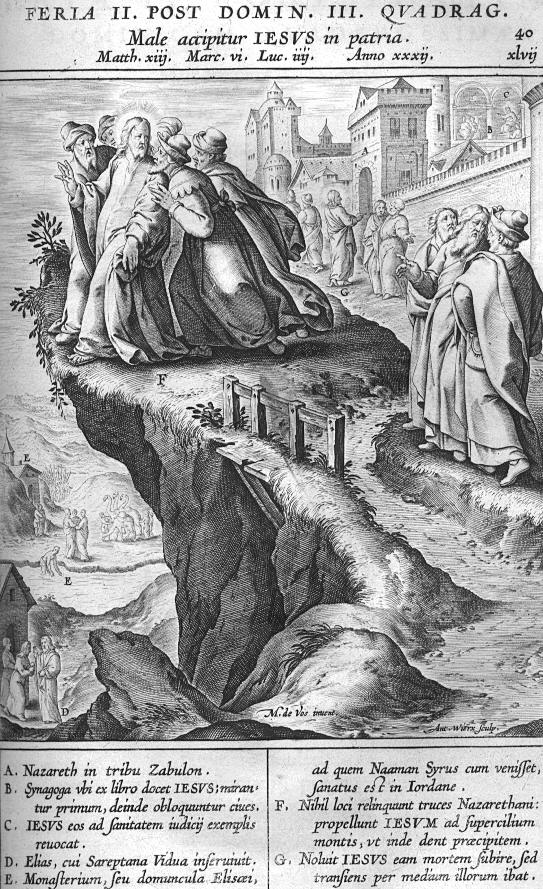 FERIA II. POST DOMIN. III. QVADRAG.
Male accipitur IESVS in patria.
40
Matth. xiij. Marc. vi. Luc. iiij. Anno xxxij.
xlvij
C
B
G
F
E
E
D
M. de Vos inuent.
Ant. Wierx sculp.
A. Nazareth in tribu Zabulon.
B. Synagoga vbi ex libro docet IESVS; miran-
tur primum, deinde obloquuntur ciues.
C. IESVS eos ad sanitatem iudicij exemplis
reuocat.
D. Elias, cui Sareptana Vidua inseruiuit.
E. Monasterium, seu domuncula Elisæi,
ad quem Naaman Syrus cum venisset,
sanatus est in Iordane.
F. Nihil loci relinquunt truces Nazarethani:
propellunt IESVM ad supercilium
montis, vt inde dent præcipitem.
G. Noluit IESVS eam mortem subire, sed
transiens per medium illorum ibat.